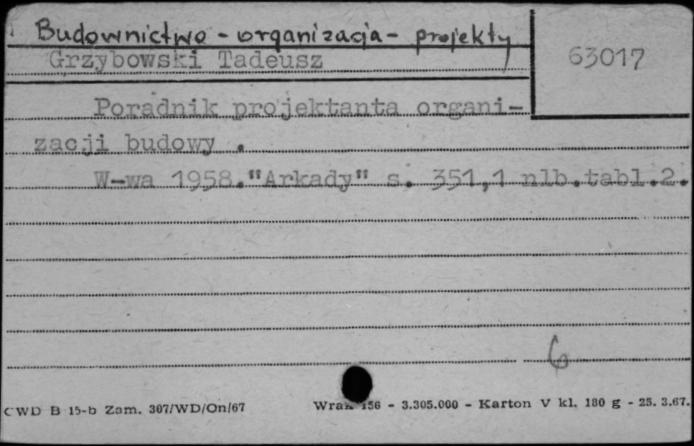 Budownictwo - organizacja - projekty
Grzybowski Tadeusz
63017
Poradnik projektanta organi-
zacji budowy .
W-wa 1958."Arkady" s. 351,1 nlb.tabl.2.
6
CWD B 15-b Zam. 307/WD/On/67
156 - 3.305.000 - Karton V kl. 180 g - 25. 3.67.